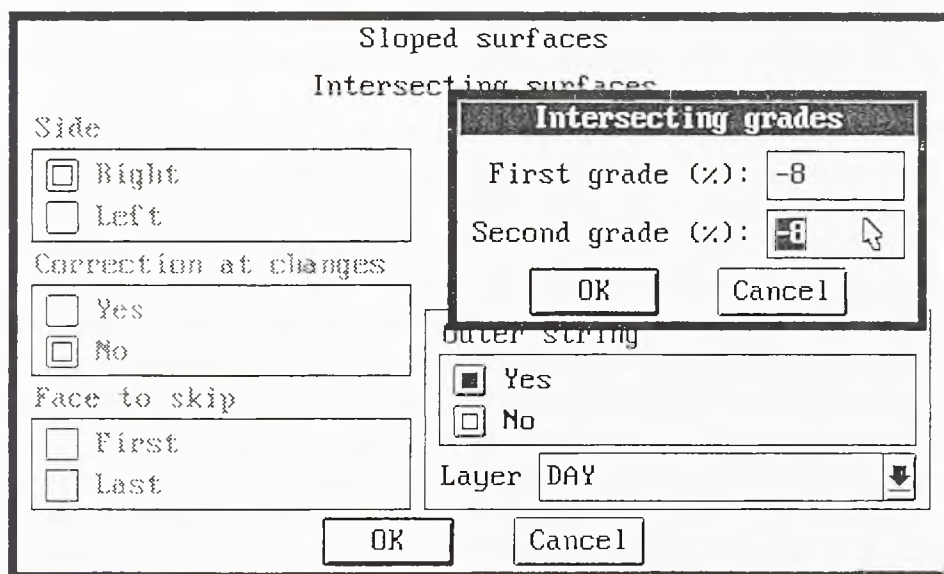 Sloped surfaces
Intersecting surfaces
Side
Right
Left
Correction at changes
Yes
No
Face to skip
First
Last
Intersecting grades
First grade (%): -8
Second grade (%): -8
OK Cancel
Outer string
Yes
No
Layer DAY
OK Cancel